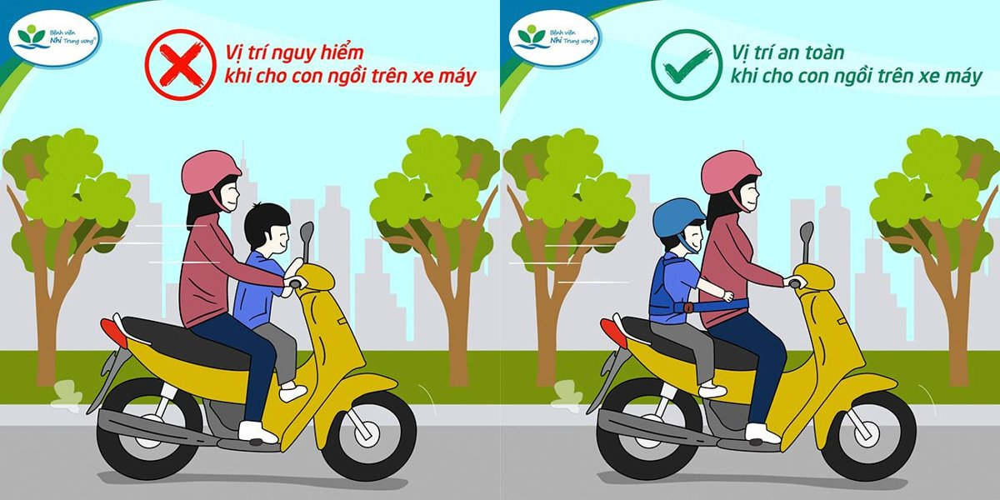 Bệnh viện
Nhi Trung ương®
Vị trí nguy hiểm
khi cho con ngồi trên xe máy
Bệnh viện
Nhi Trung ương®
Vị trí an toàn
khi cho con ngồi trên xe máy